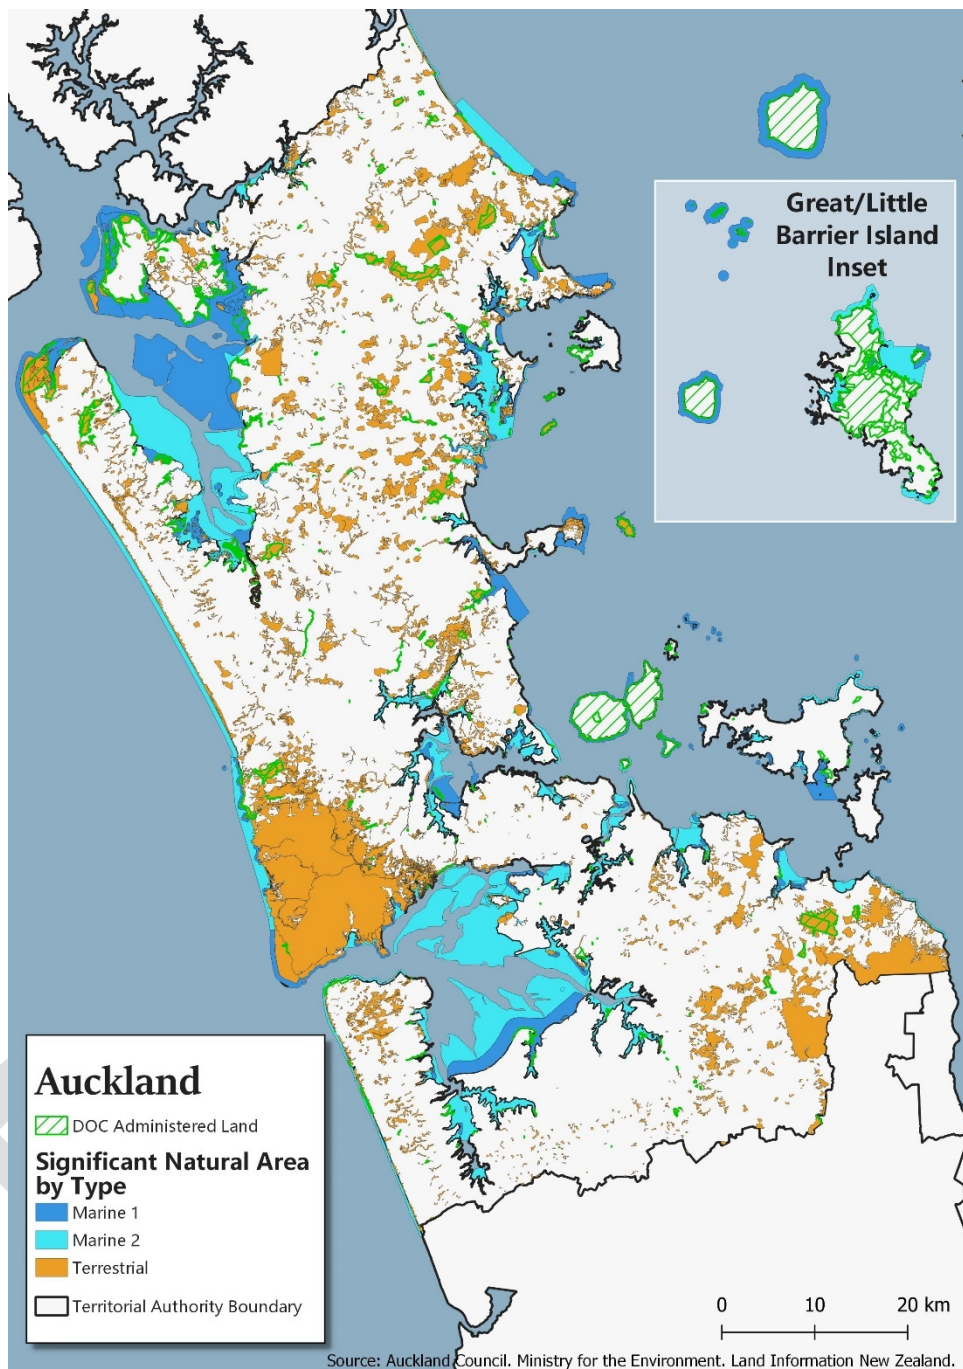 Great/Little
Barrier Island
Inset
Auckland
DOC Administered Land
Significant Natural Area
by Type
Marine 1
Marine 2
Terrestrial
Territorial Authority Boundary
0 10 20 km
Source: Auckland Council. Ministry for the Environment. Land Information New Zealand.